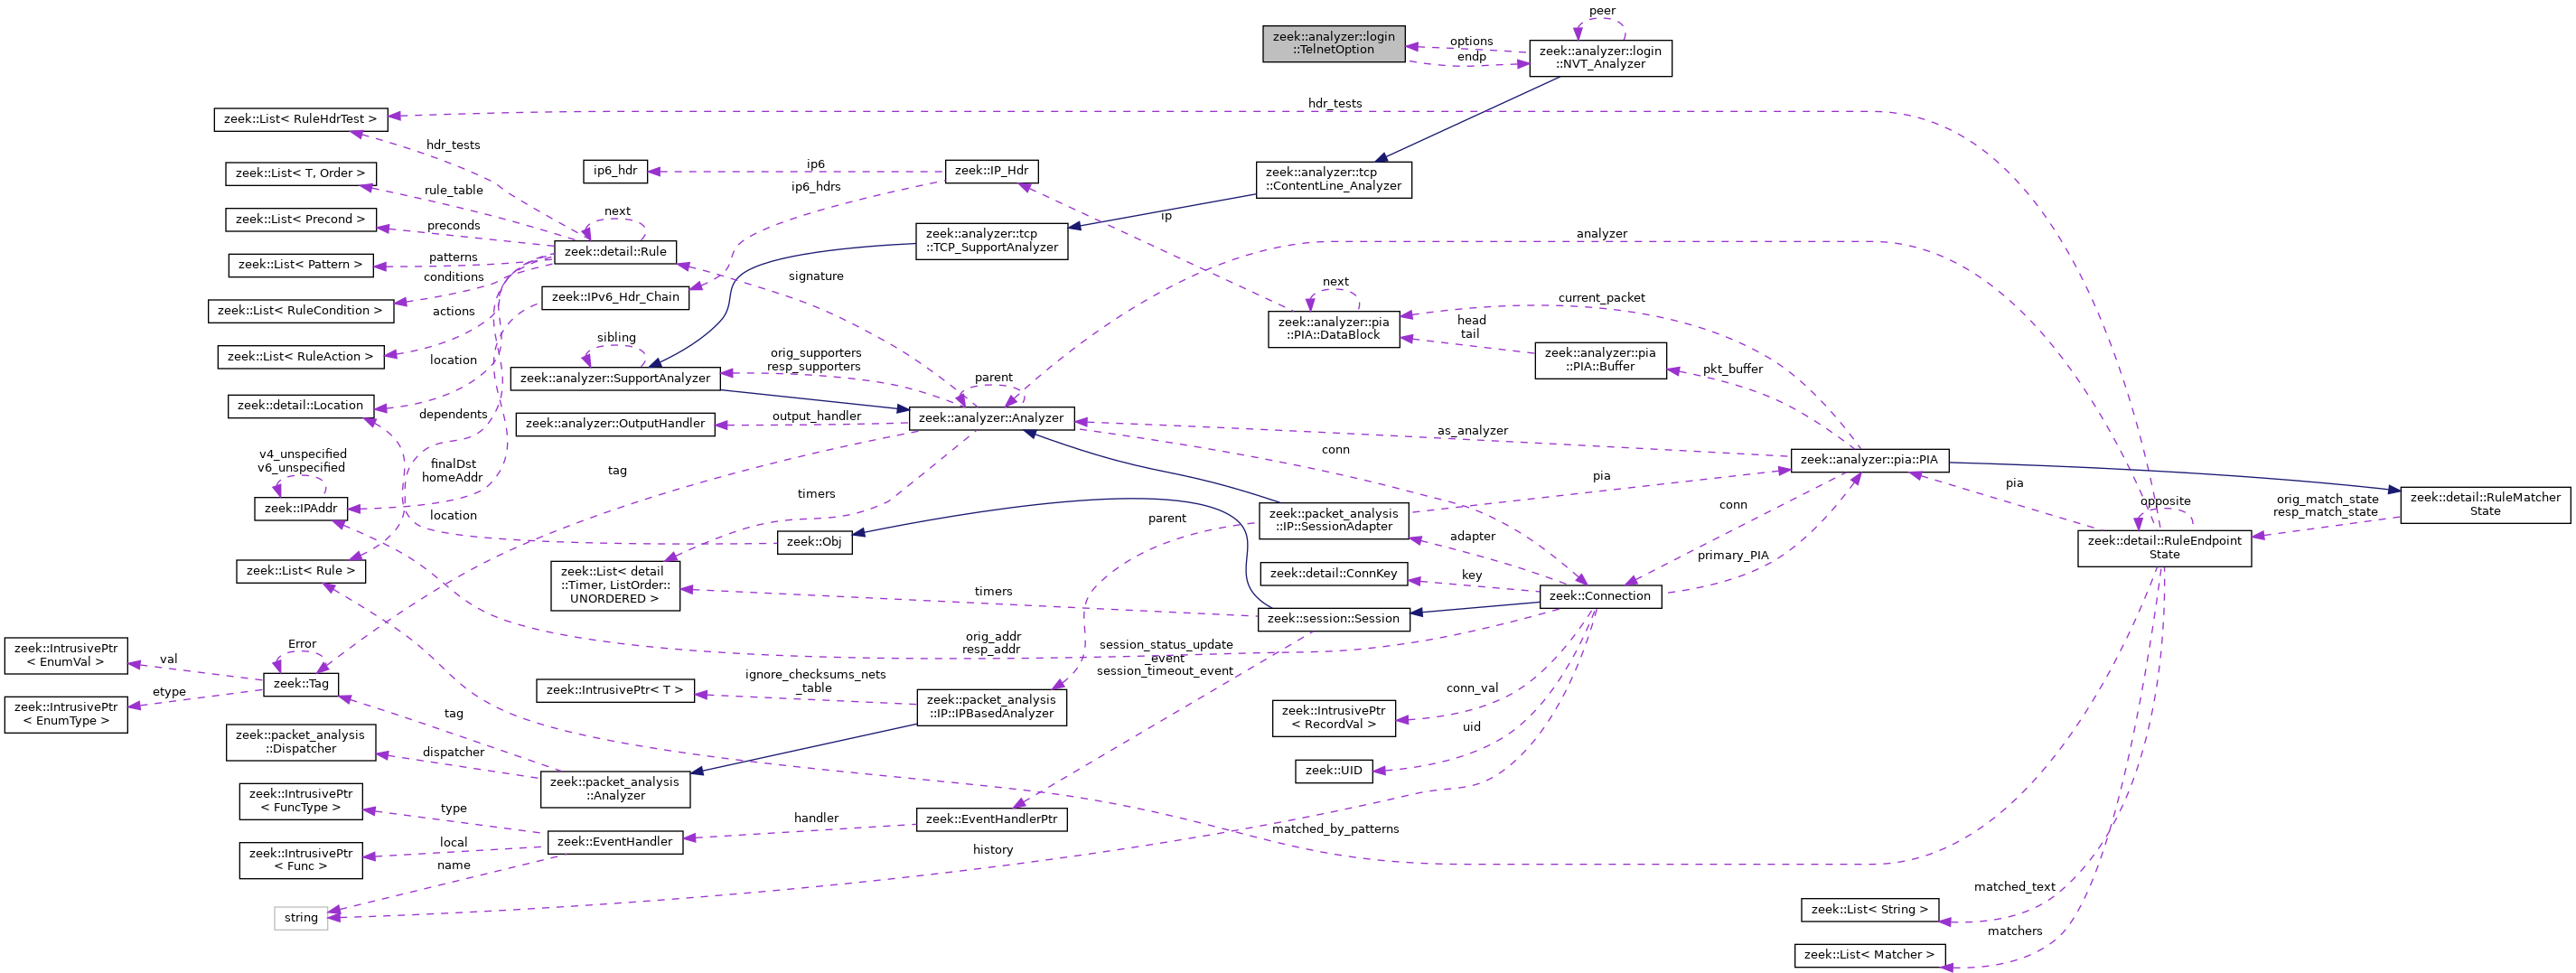 peer
zeek::analyzer::login
::TelnetOption
options
endp
zeek::analyzer::login
::NVT_Analyzer
hdr_tests
zeek::List< RuleHdrTest >
hdr_tests
zeek::List< T, Order >
rule_table
ip6_hdr
ip6
zeek::IP_Hdr
ip6_hdrs
zeek::analyzer::tcp
::ContentLine_Analyzer
zeek::List< Precond >
preconds
next
ip
zeek::analyzer::tcp
::TCP_SupportAnalyzer
analyzer
zeek::detail::Rule
zeek::List< Pattern >
patterns
conditions
signature
zeek::List< RuleCondition >
actions
zeek::IPv6_Hdr_Chain
next
current_packet
zeek::analyzer::pia
::PIA::DataBlock
head
tail
zeek::List< RuleAction >
location
sibling
orig_supporters
resp_supporters
zeek::analyzer::pia
::PIA::Buffer
pkt_buffer
zeek::analyzer::SupportAnalyzer
parent
zeek::detail::Location
dependents
zeek::analyzer::OutputHandler
output_handler
zeek::analyzer::Analyzer
as_analyzer
v4_unspecified
v6_unspecified
finalDst
homeAddr
tag
conn
zeek::analyzer::pia::PIA
timers
pia
pia
zeek::IPAddr
location
zeek::Obj
parent
zeek::packet_analysis
::IP::SessionAdapter
conn
opposite
orig_match_state
resp_match_state
zeek::detail::RuleMatcher
State
adapter
primary_PIA
zeek::detail::RuleEndpoint
State
zeek::List< Rule >
zeek::List< detail
::Timer, ListOrder::
UNORDERED >
timers
zeek::detail::ConnKey
key
zeek::Connection
zeek::session::Session
orig_addr
resp_addr
session_status_update
_event
session_timeout_event
Error
zeek::IntrusivePtr
< EnumVal >
val
zeek::Tag
etype
zeek::IntrusivePtr
< EnumType >
zeek::IntrusivePtr< T >
ignore_checksums_nets
_table
zeek::packet_analysis
::IP::IPBasedAnalyzer
conn_val
zeek::IntrusivePtr
< RecordVal >
uid
tag
zeek::packet_analysis
::Dispatcher
dispatcher
zeek::packet_analysis
::Analyzer
zeek::UID
zeek::IntrusivePtr
< FuncType >
type
handler
zeek::EventHandlerPtr
matched_by_patterns
zeek::EventHandler
local
zeek::IntrusivePtr
< Func >
name
history
string
matched_text
zeek::List< String >
matchers
zeek::List< Matcher >